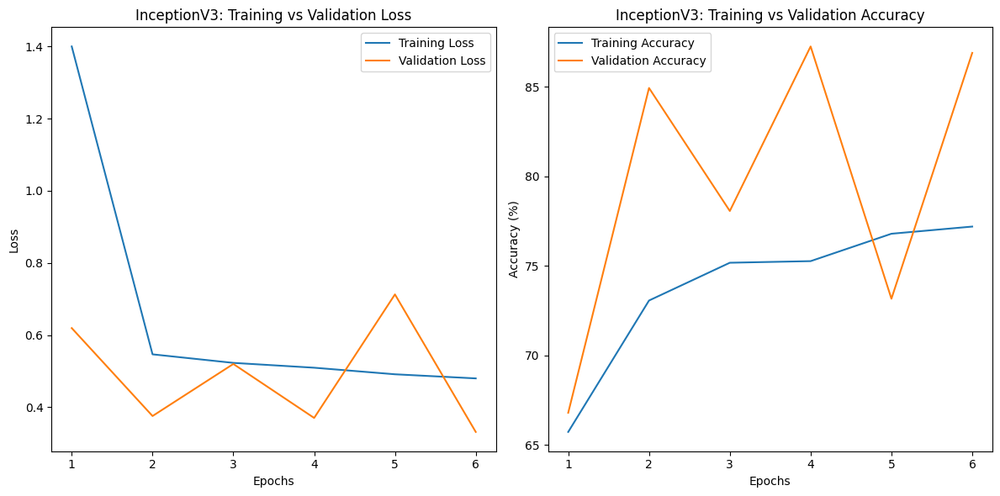 InceptionV3: Training vs Validation Loss
Training Loss
Validation Loss
1.4
1.2
1.0
0.8
0.6
0.4
Loss
1 2 3 4 5 6
Epochs
InceptionV3: Training vs Validation Accuracy
Training Accuracy
Validation Accuracy
85
80
75
70
65
Accuracy (%)
1 2 3 4 5 6
Epochs